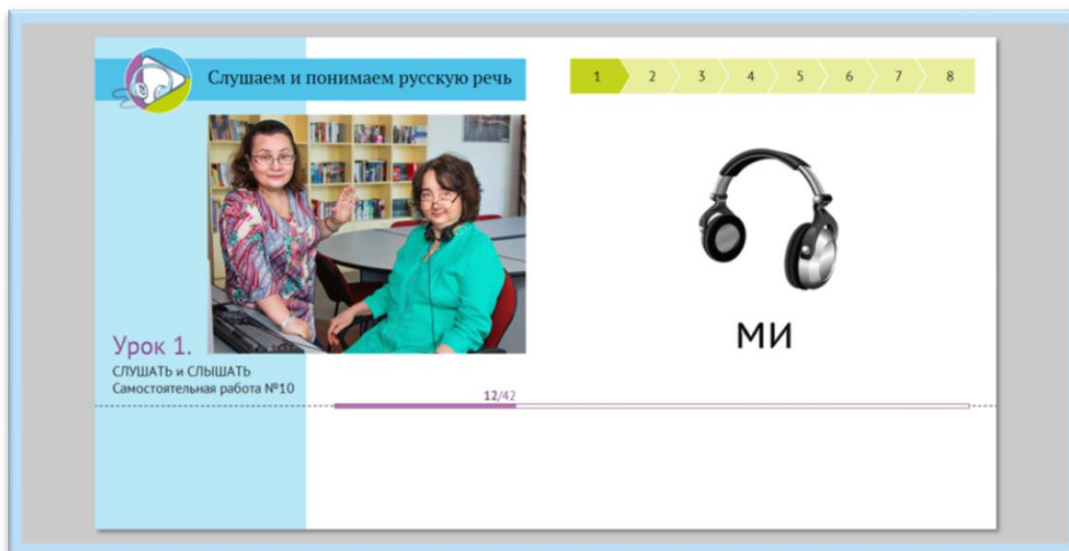 Слушаем и понимаем русскую речь
1 2 3 4 5 6 7 8
МИ
Урок 1.
СЛУШАТЬ и СЛЫШАТЬ
Самостоятельная работа №10
12/42